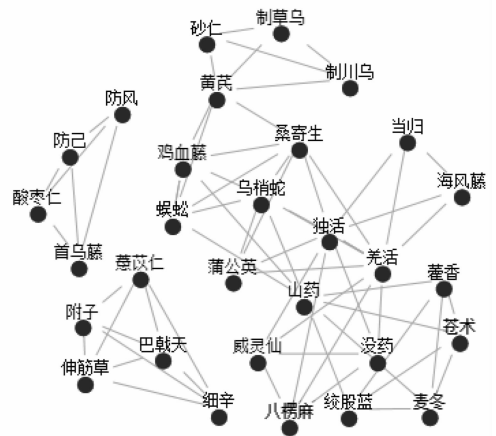 制草乌
砂仁
制川乌
黄芪
防风
当归
桑寄生
防己
鸡血藤
海风藤
乌梢蛇
酸枣仁
蜈蚣
独活
首乌藤
羌活
薏苡仁
蒲公英
藿香
山药
附子
苍术
巴戟天
威灵仙
没药
伸筋草
细辛
八楞麻
绞股蓝
麦冬